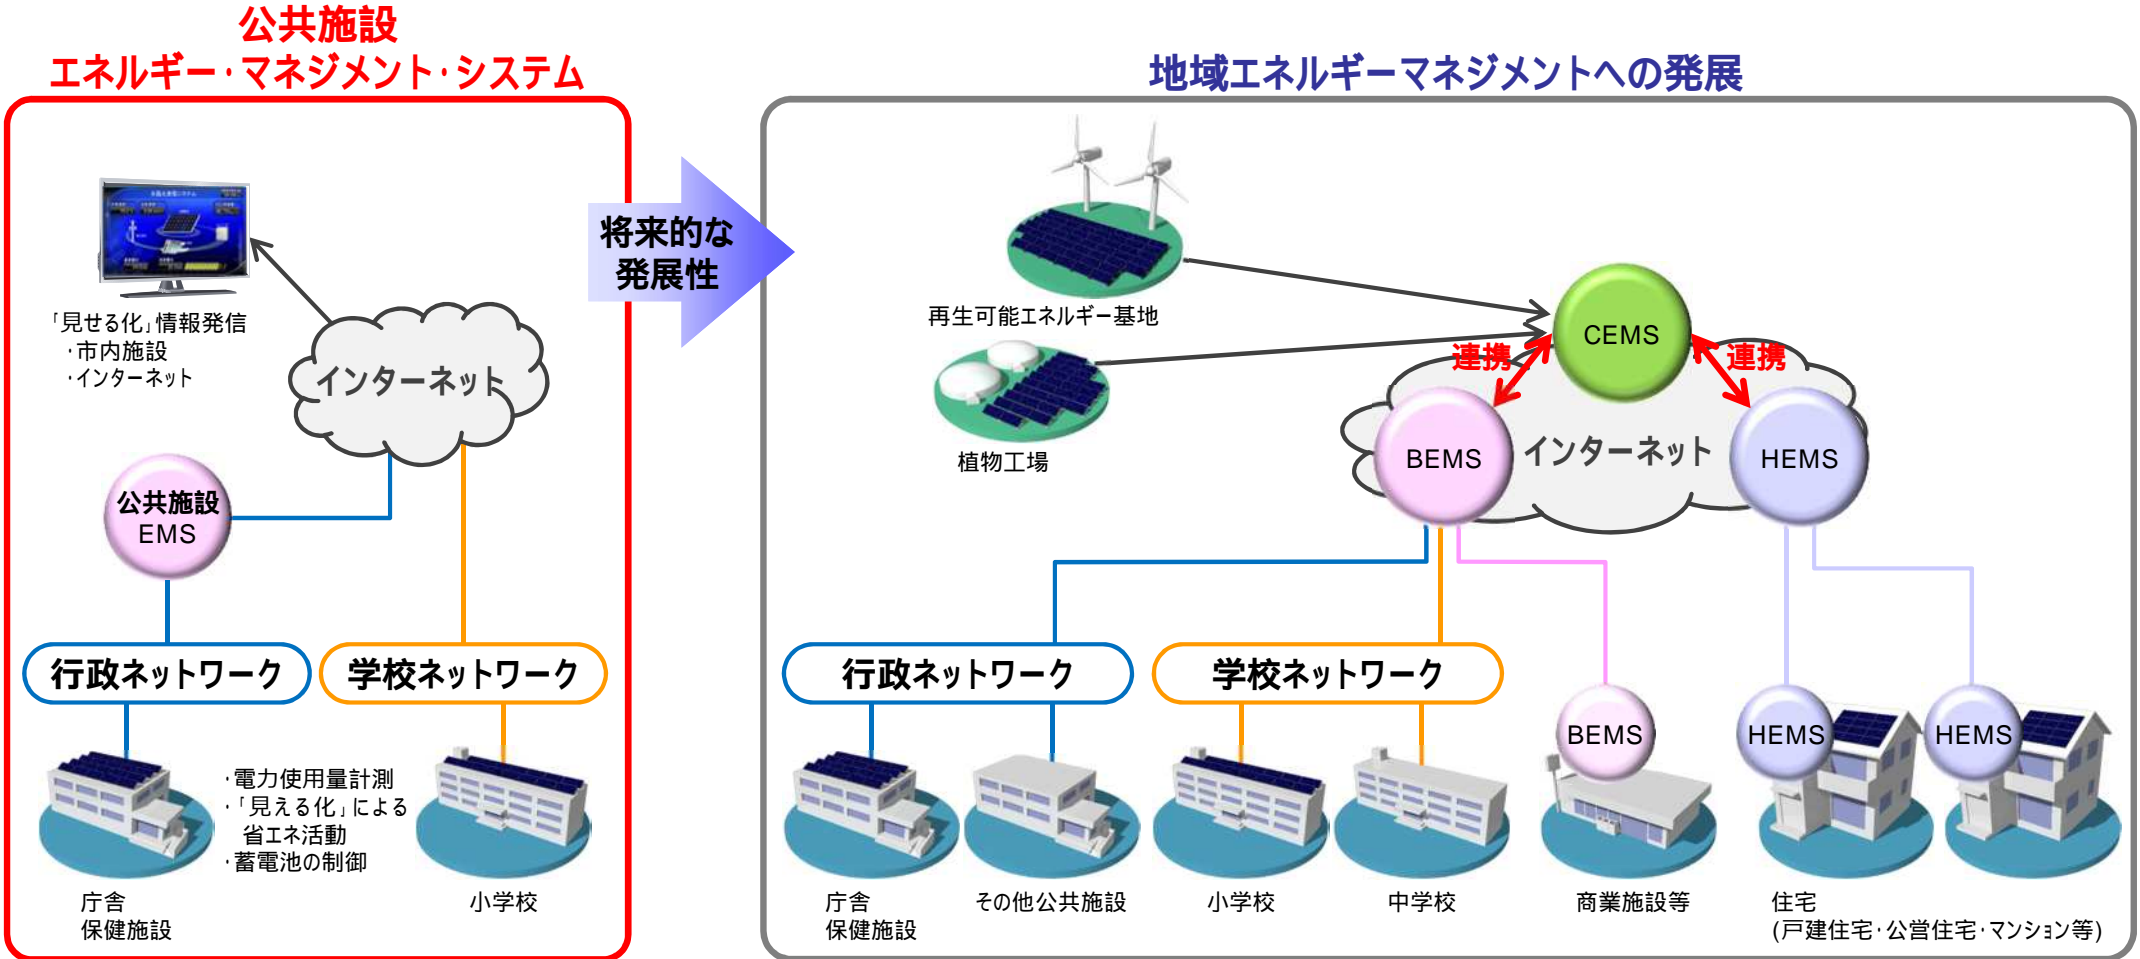 公共施設
エネルギー・マネジメント・システム
「見せる化」情報発信
・市内施設
・インターネット
インターネット
公共施設
EMS
行政ネットワーク
学校ネットワーク
・電力使用量計測
・「見える化」による
省エネ活動
・蓄電池の制御
庁舎
保健施設
小学校
将来的な
発展性
地域エネルギーマネジメントへの発展
再生可能エネルギー基地
植物工場
CEMS
連携
連携
BEMS
インターネット
HEMS
行政ネットワーク
学校ネットワーク
BEMS
HEMS
HEMS
庁舎
保健施設
その他公共施設
小学校
中学校
商業施設等
住宅
(戸建住宅・公営住宅・マンション等)